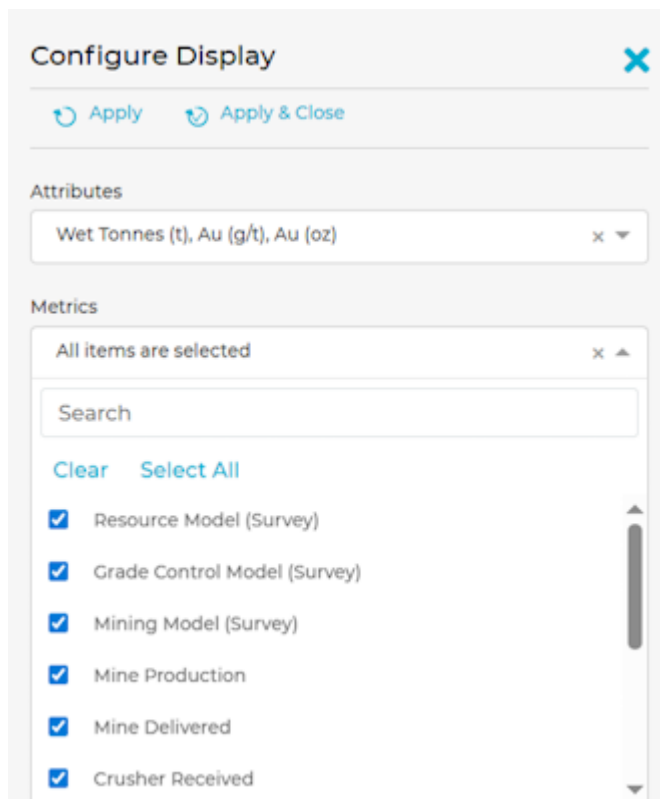 Configure Display
Apply Apply & Close
Attributes
Wet Tonnes (t), Au (g/t), Au (oz)
Metrics
All items are selected
Search
Clear Select All
Resource Model (Survey)
Grade Control Model (Survey)
Mining Model (Survey)
Mine Production
Mine Delivered
Crusher Received